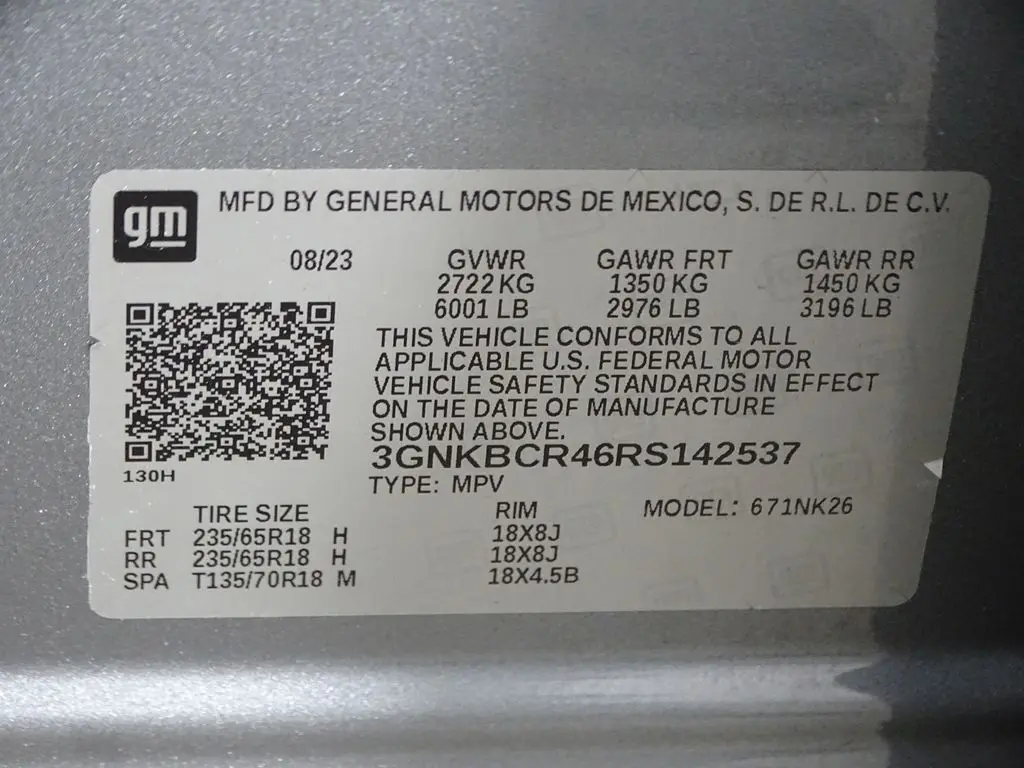 gm MFD BY GENERAL MOTORS DE MEXICO, S. DE R.L. DE C.V.
08/23 GVWR GAWR FRT GAWR RR
2722 KG 1350 KG 1450 KG
6001 LB 2976 LB 3196 LB
THIS VEHICLE CONFORMS TO ALL
APPLICABLE U.S. FEDERAL MOTOR
VEHICLE SAFETY STANDARDS IN EFFECT
ON THE DATE OF MANUFACTURE
SHOWN ABOVE.
3GNKBCR46RS142537
130H
TYPE: MPV
TIRE SIZE RIM MODEL: 671NK26
FRT 235/65R18 H 18X8J
RR 235/65R18 H 18X8J
SPA T135/70R18 M 18X4.5B